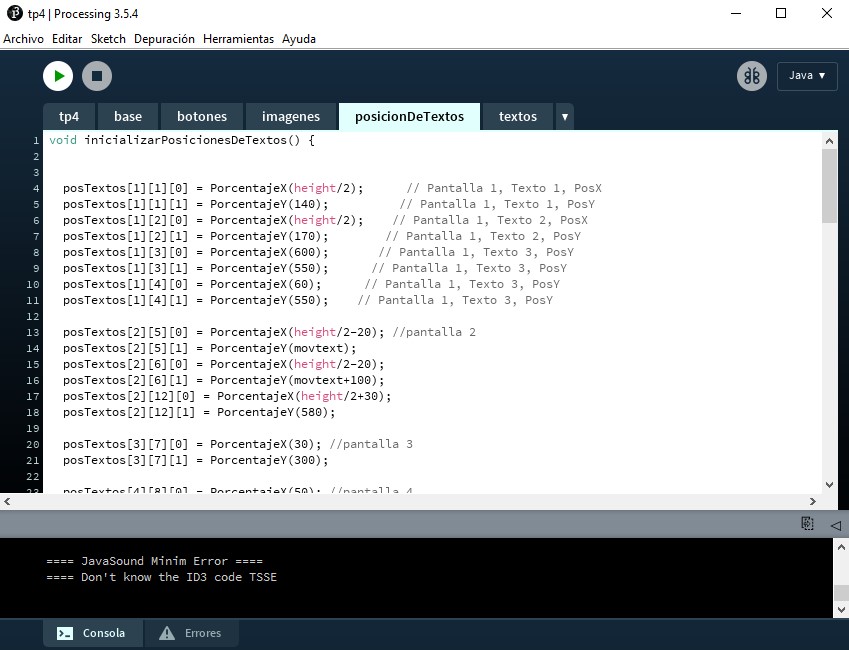 tp4 | Processing 3.5.4
Archivo Editar Sketch Depuración Herramientas Ayuda
Java ▼
tp4 base botones imagenes posicionDeTextos textos ▼
1 void inicializarPosicionesDeTextos() {
2
3
4 posTextos[1][1][0] = PorcentajeX(height/2); // Pantalla 1, Texto 1, PosX
5 posTextos[1][1][1] = PorcentajeY(140); // Pantalla 1, Texto 1, PosY
6 posTextos[1][2][0] = PorcentajeX(height/2); // Pantalla 1, Texto 2, PosX
7 posTextos[1][2][1] = PorcentajeY(170); // Pantalla 1, Texto 2, PosY
8 posTextos[1][3][0] = PorcentajeX(600); // Pantalla 1, Texto 3, PosY
9 posTextos[1][3][1] = PorcentajeY(550); // Pantalla 1, Texto 3, PosY
10 posTextos[1][4][0] = PorcentajeX(60); // Pantalla 1, Texto 3, PosY
11 posTextos[1][4][1] = PorcentajeY(550); // Pantalla 1, Texto 3, PosY
12
13 posTextos[2][5][0] = PorcentajeX(height/2-20); //pantalla 2
14 posTextos[2][5][1] = PorcentajeY(movtext);
15 posTextos[2][6][0] = PorcentajeX(height/2-20);
16 posTextos[2][6][1] = PorcentajeY(movtext+100);
17 posTextos[2][12][0] = PorcentajeX(height/2+30);
18 posTextos[2][12][1] = PorcentajeY(580);
19
20 posTextos[3][7][0] = PorcentajeX(30); //pantalla 3
21 posTextos[3][7][1] = PorcentajeY(300);
22
23 posTextos[4][8][0] = PorcentajeX(50); //pantalla 4
==== JavaSound Minim Error ====
==== Don't know the ID3 code TSSE
Consola Errores